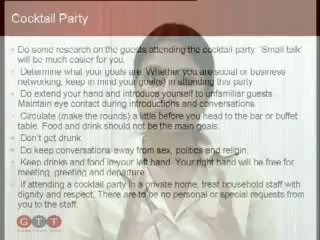 Cocktail Party
Do some research on the guests attending the cocktail party. 'Small talk'
will be much easier for you.
Determine what your goals are. Whether you are social or business
networking, keep in mind your goal(s) in attending this party.
Do extend your hand and introduce yourself to unfamiliar guests.
Maintain eye contact during introductions and conversations.
Circulate (make the rounds) a little before you head to the bar or buffet
table. Food and drink should not be the main goals.
Don't get drunk.
Do keep conversations away from sex, politics and religin.
Keep drinks and food in your left hand. Your right hand will be free for
meeting, greeting and departure.
If attending a cocktail party in a private home, treat household staff with
dignity and respect. There are to be no personal or special requests from
you to the staff.
GTT